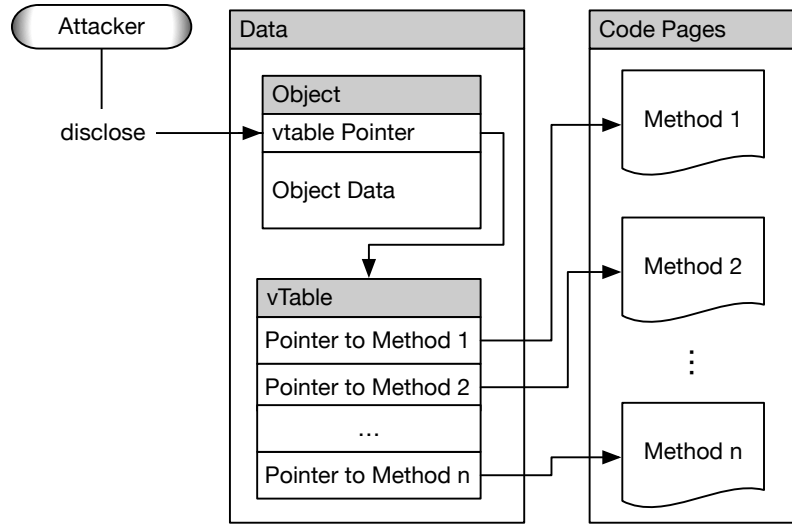 Attacker
disclose
Data
Object
vtable Pointer
Object Data
vTable
Pointer to Method 1
Pointer to Method 2
...
Pointer to Method n
Code Pages
Method 1
Method 2
⋮
Method n